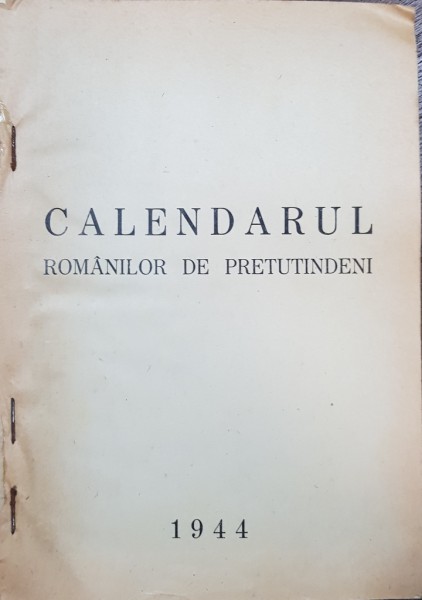 CALENDARUL
ROMÂNILOR DE PRETUTINDENI
1944